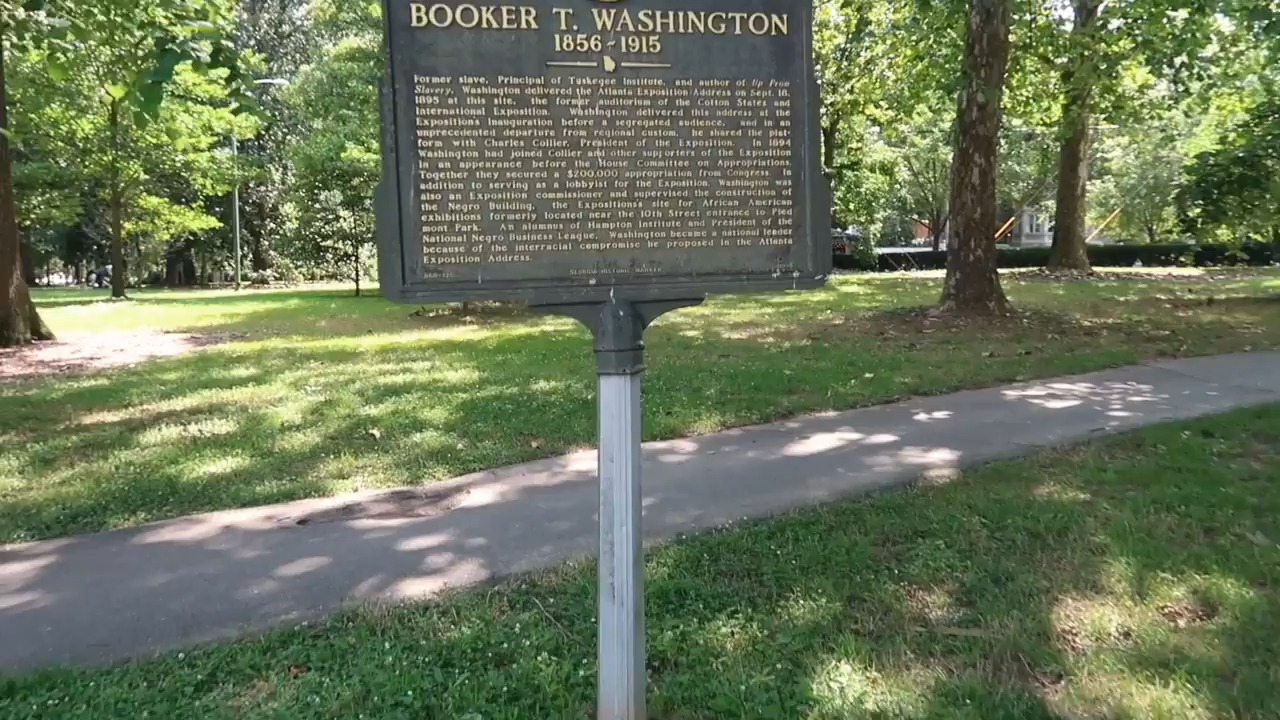 BOOKER T. WASHINGTON
1856-1915
Former slave, Principal of Tuskegee Institute, and author of Up From
Slavery, Washington delivered the Atlanta Exposition Address on Sept. 18,
1895 at this site, the former auditorium of the Cotton States and
International Exposition. Washington delivered this address at the
Expositions Inauguration before a segregated audience, and in an
unprecedented departure from regional custom, he shared the plat-
form with Charles Collier, President of the Exposition. In 1894
Washington had joined Collier and other supporters of the Exposition
in an appearance before the House Committee on Appropriations.
Together they secured a $200,000 appropriation from Congress. In
addition to serving as a lobbyist for the Exposition, Washington was
also an Exposition commissioner and supervised the construction of
the Negro Building, the Exposition's site for African American
exhibitions formerly located near the 10th Street entrance to Pied
mont Park. An alumnus of Hampton Institute and President of the
National Negro Business League, Washington became a national leader
because of the interracial compromise he proposed in the Atlanta
Exposition Address.
GEORGIA HISTORIC MARKER